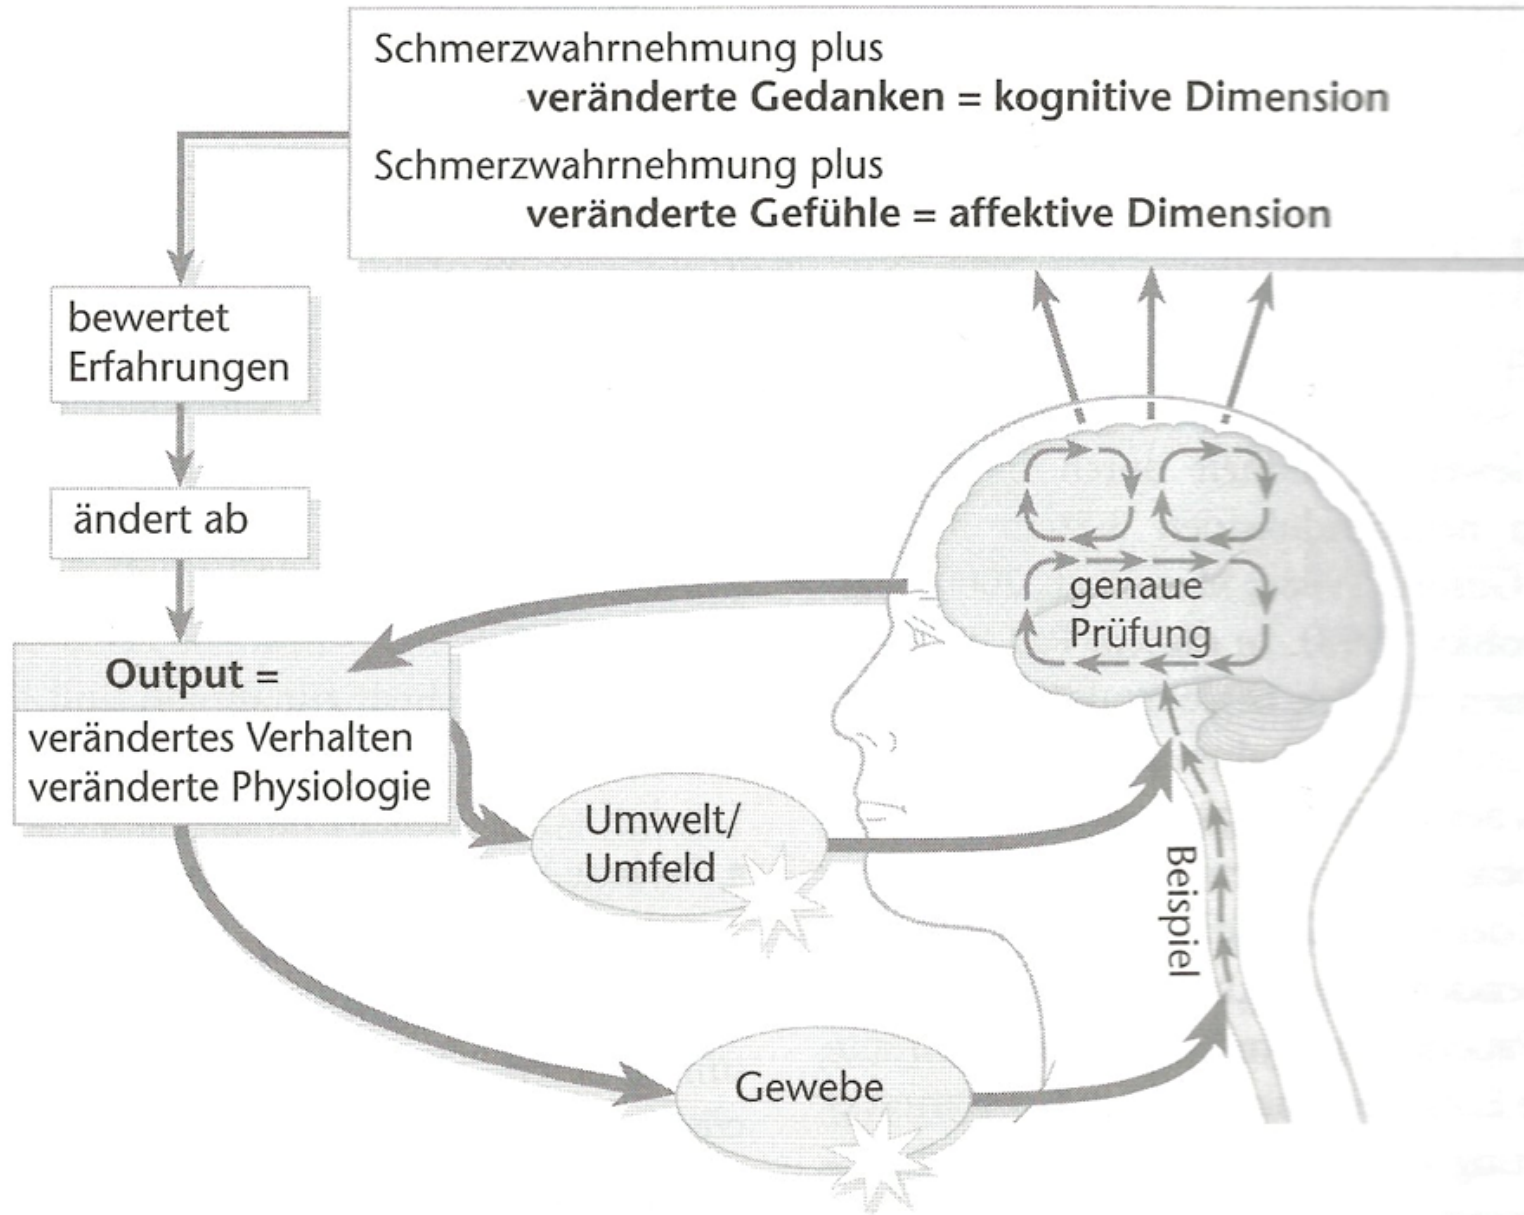 Schmerzwahrnehmung plus
veränderte Gedanken = kognitive Dimension
Schmerzwahrnehmung plus
veränderte Gefühle = affektive Dimension
bewertet
Erfahrungen
ändert ab
Output =
verändertes Verhalten
veränderte Physiologie
genaue
Prüfung
Umwelt/
Umfeld
Beispiel
Gewebe